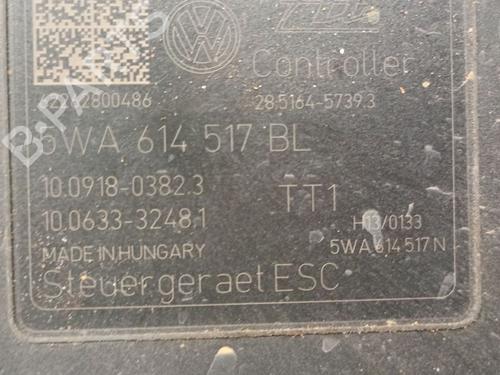 Controller
28.5164-5739.3
5WA 614 517 BL
10.0918-0382.3
TT1
10.0633-3248.1
H13/0133
MADE IN HUNGARY
5WA 614 517 N
Steuergeraet ESC